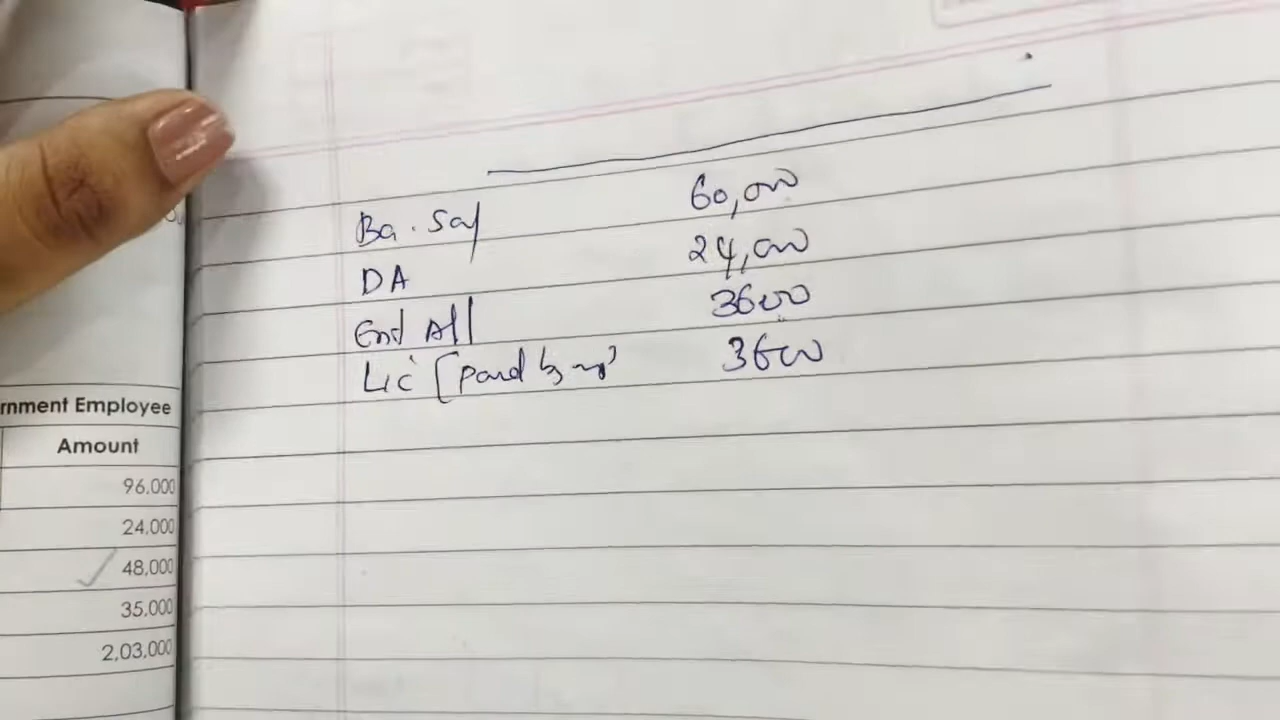 rnment Employee
Amount
96.000
24.000
48,000
35.000
2,03,000
Ba. Sal 60,000
DA 24,000
Ent All 3600
Lic [paid by 3600